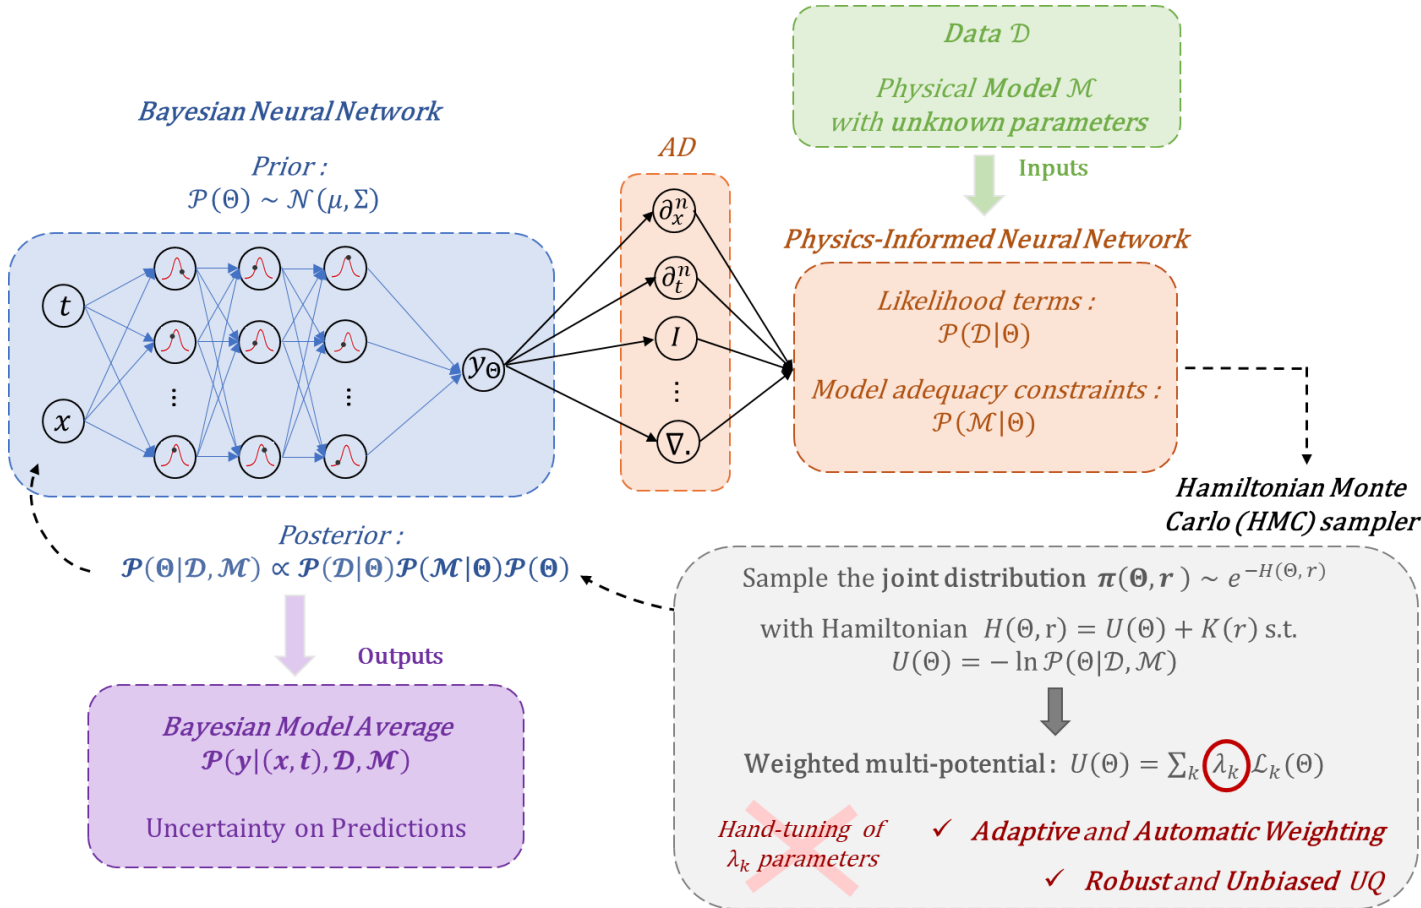 Data 𝒟
Physical Model ℳ
with unknown parameters
Inputs
Bayesian Neural Network
Prior :
𝒫(Θ) ~ 𝒩(μ, Σ)
t
x
⋮
⋮
⋮
y_Θ
AD
∂ₓⁿ
∂ₜⁿ
I
⋮
∇.
Physics-Informed Neural Network
Likelihood terms :
𝒫(𝒟|Θ)
Model adequacy constraints :
𝒫(ℳ|Θ)
Hamiltonian Monte
Carlo (HMC) sampler
Sample the joint distribution π(Θ, r ) ~ e^{−H(Θ, r)}
with Hamiltonian H(Θ, r) = U(Θ) + K(r) s.t.
U(Θ) = − ln 𝒫(Θ|𝒟, ℳ)
Weighted multi-potential: U(Θ) = ∑ₖ λₖ ℒₖ(Θ)
Hand-tuning of
λₖ parameters
✓ Adaptive and Automatic Weighting
✓ Robust and Unbiased UQ
Posterior :
𝒫(Θ|𝒟, ℳ) ∝ 𝒫(𝒟|Θ)𝒫(ℳ|Θ)𝒫(Θ)
Outputs
Bayesian Model Average
𝒫(y|(x, t), 𝒟, ℳ)
Uncertainty on Predictions